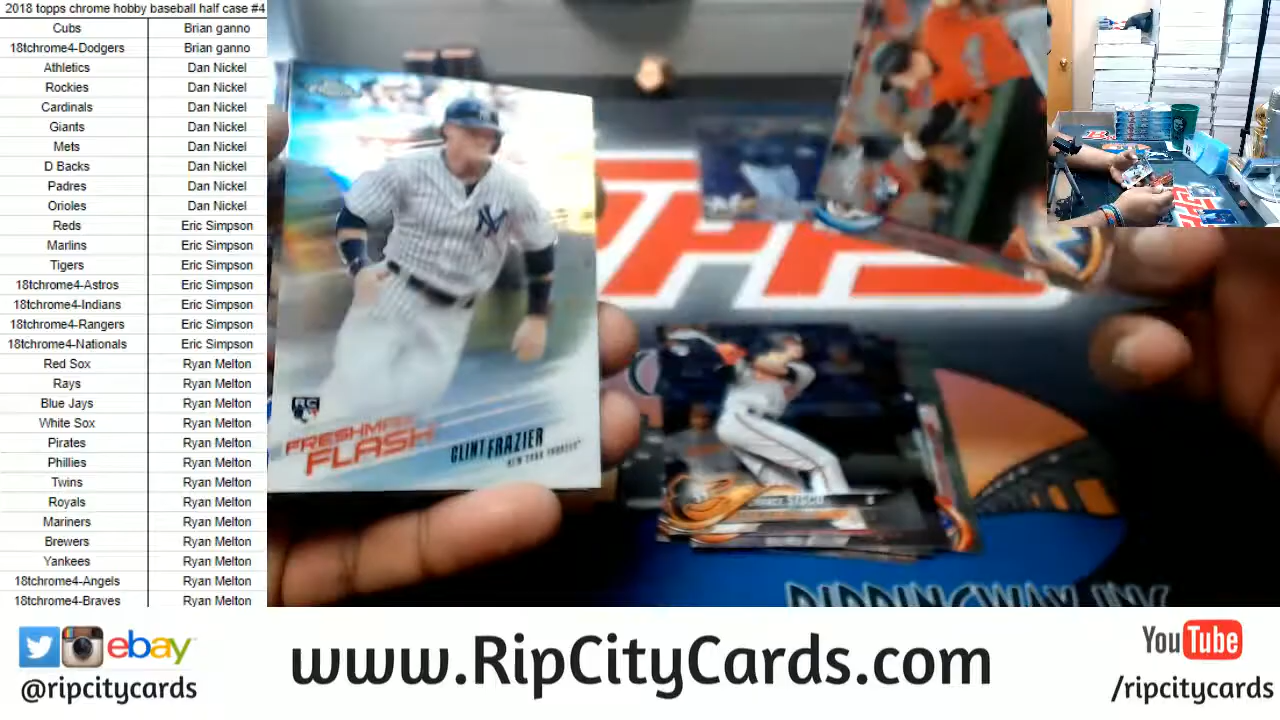 2018 topps chrome hobby baseball half case #4
Cubs Brian ganno
18tchrome4-Dodgers Brian ganno
Athletics Dan Nickel
Rockies Dan Nickel
Cardinals Dan Nickel
Giants Dan Nickel
Mets Dan Nickel
D Backs Dan Nickel
Padres Dan Nickel
Orioles Dan Nickel
Reds Eric Simpson
Marlins Eric Simpson
Tigers Eric Simpson
18tchrome4-Astros Eric Simpson
18tchrome4-Indians Eric Simpson
18tchrome4-Rangers Eric Simpson
18tchrome4-Nationals Eric Simpson
Red Sox Ryan Melton
Rays Ryan Melton
Blue Jays Ryan Melton
White Sox Ryan Melton
Pirates Ryan Melton
Phillies Ryan Melton
Twins Ryan Melton
Royals Ryan Melton
Mariners Ryan Melton
Brewers Ryan Melton
Yankees Ryan Melton
18tchrome4-Angels Ryan Melton
18tchrome4-Braves Ryan Melton
NY
RC
FRESHMAN
FLASH
CLINT FRAZIER
NEW YORK YANKEES
SISCO
ebay
@ripcitycards
www.RipCityCards.com
YouTube
/ripcitycards